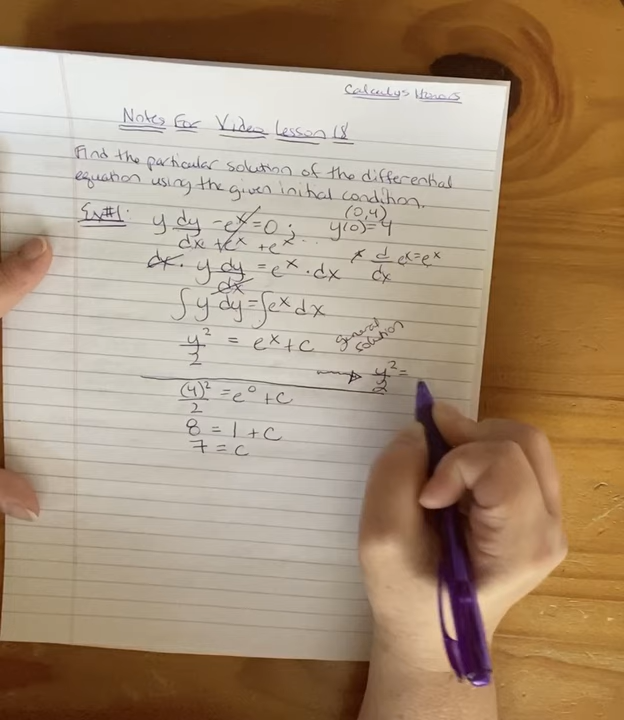 Calculus Honors
Notes For Video Lesson 18
Find the particular solution of the differential
equation using the given initial condition.
Ex#1: y dy/dx - e^x = 0 ; y(0)=4
(0,4)
+e^x +e^x
* d/dx e^x = e^x
dx · y dy/dx = e^x · dx
∫ y dy = ∫ e^x dx
y²/2 = e^x + C general solution
→ y²/2 =
(4)²/2 = e⁰ + C
8 = 1 + C
7 = C